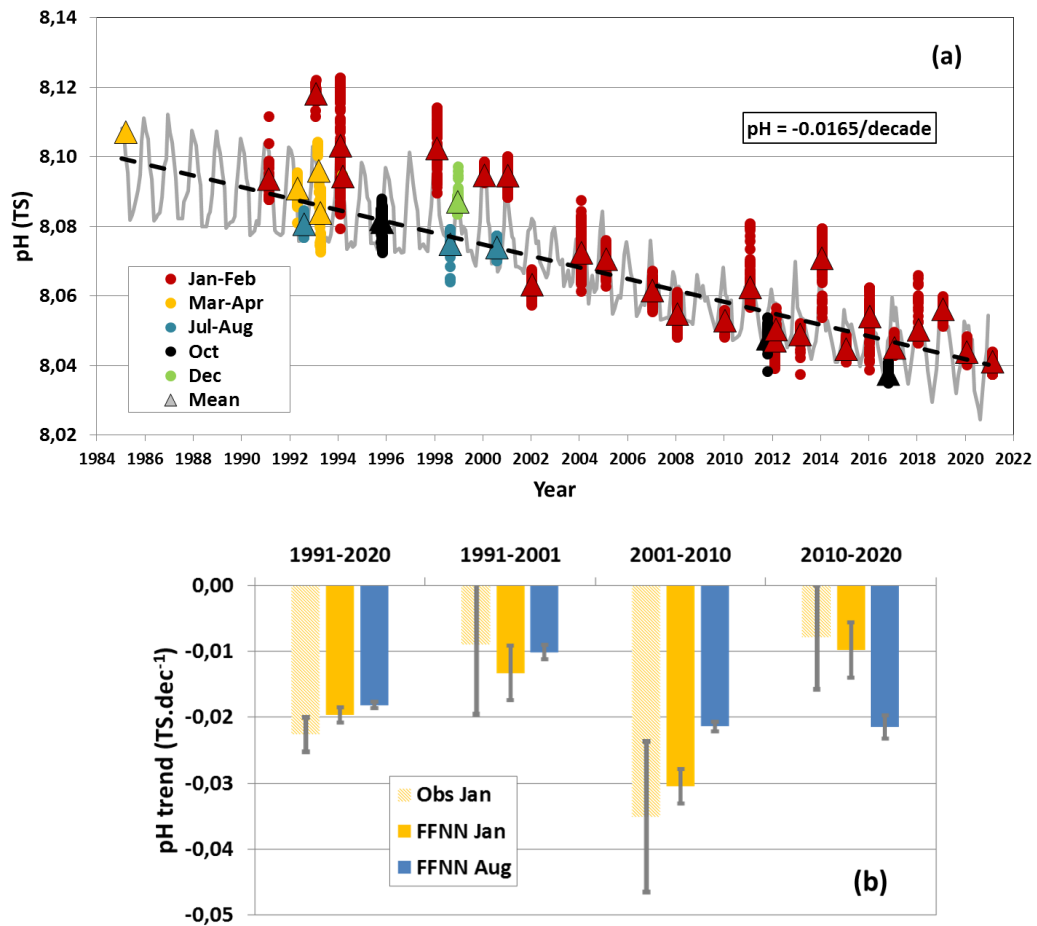 8,14
8,12
8,10
8,08
8,06
8,04
8,02
pH (TS)
(a)
pH = -0.0165/decade
Jan-Feb
Mar-Apr
Jul-Aug
Oct
Dec
Mean
1984 1986 1988 1990 1992 1994 1996 1998 2000 2002 2004 2006 2008 2010 2012 2014 2016 2018 2020 2022
Year
1991-2020 1991-2001 2001-2010 2010-2020
0,00
-0,01
-0,02
-0,03
-0,04
-0,05
pH trend (TS.dec⁻¹)
Obs Jan
FFNN Jan
FFNN Aug
(b)